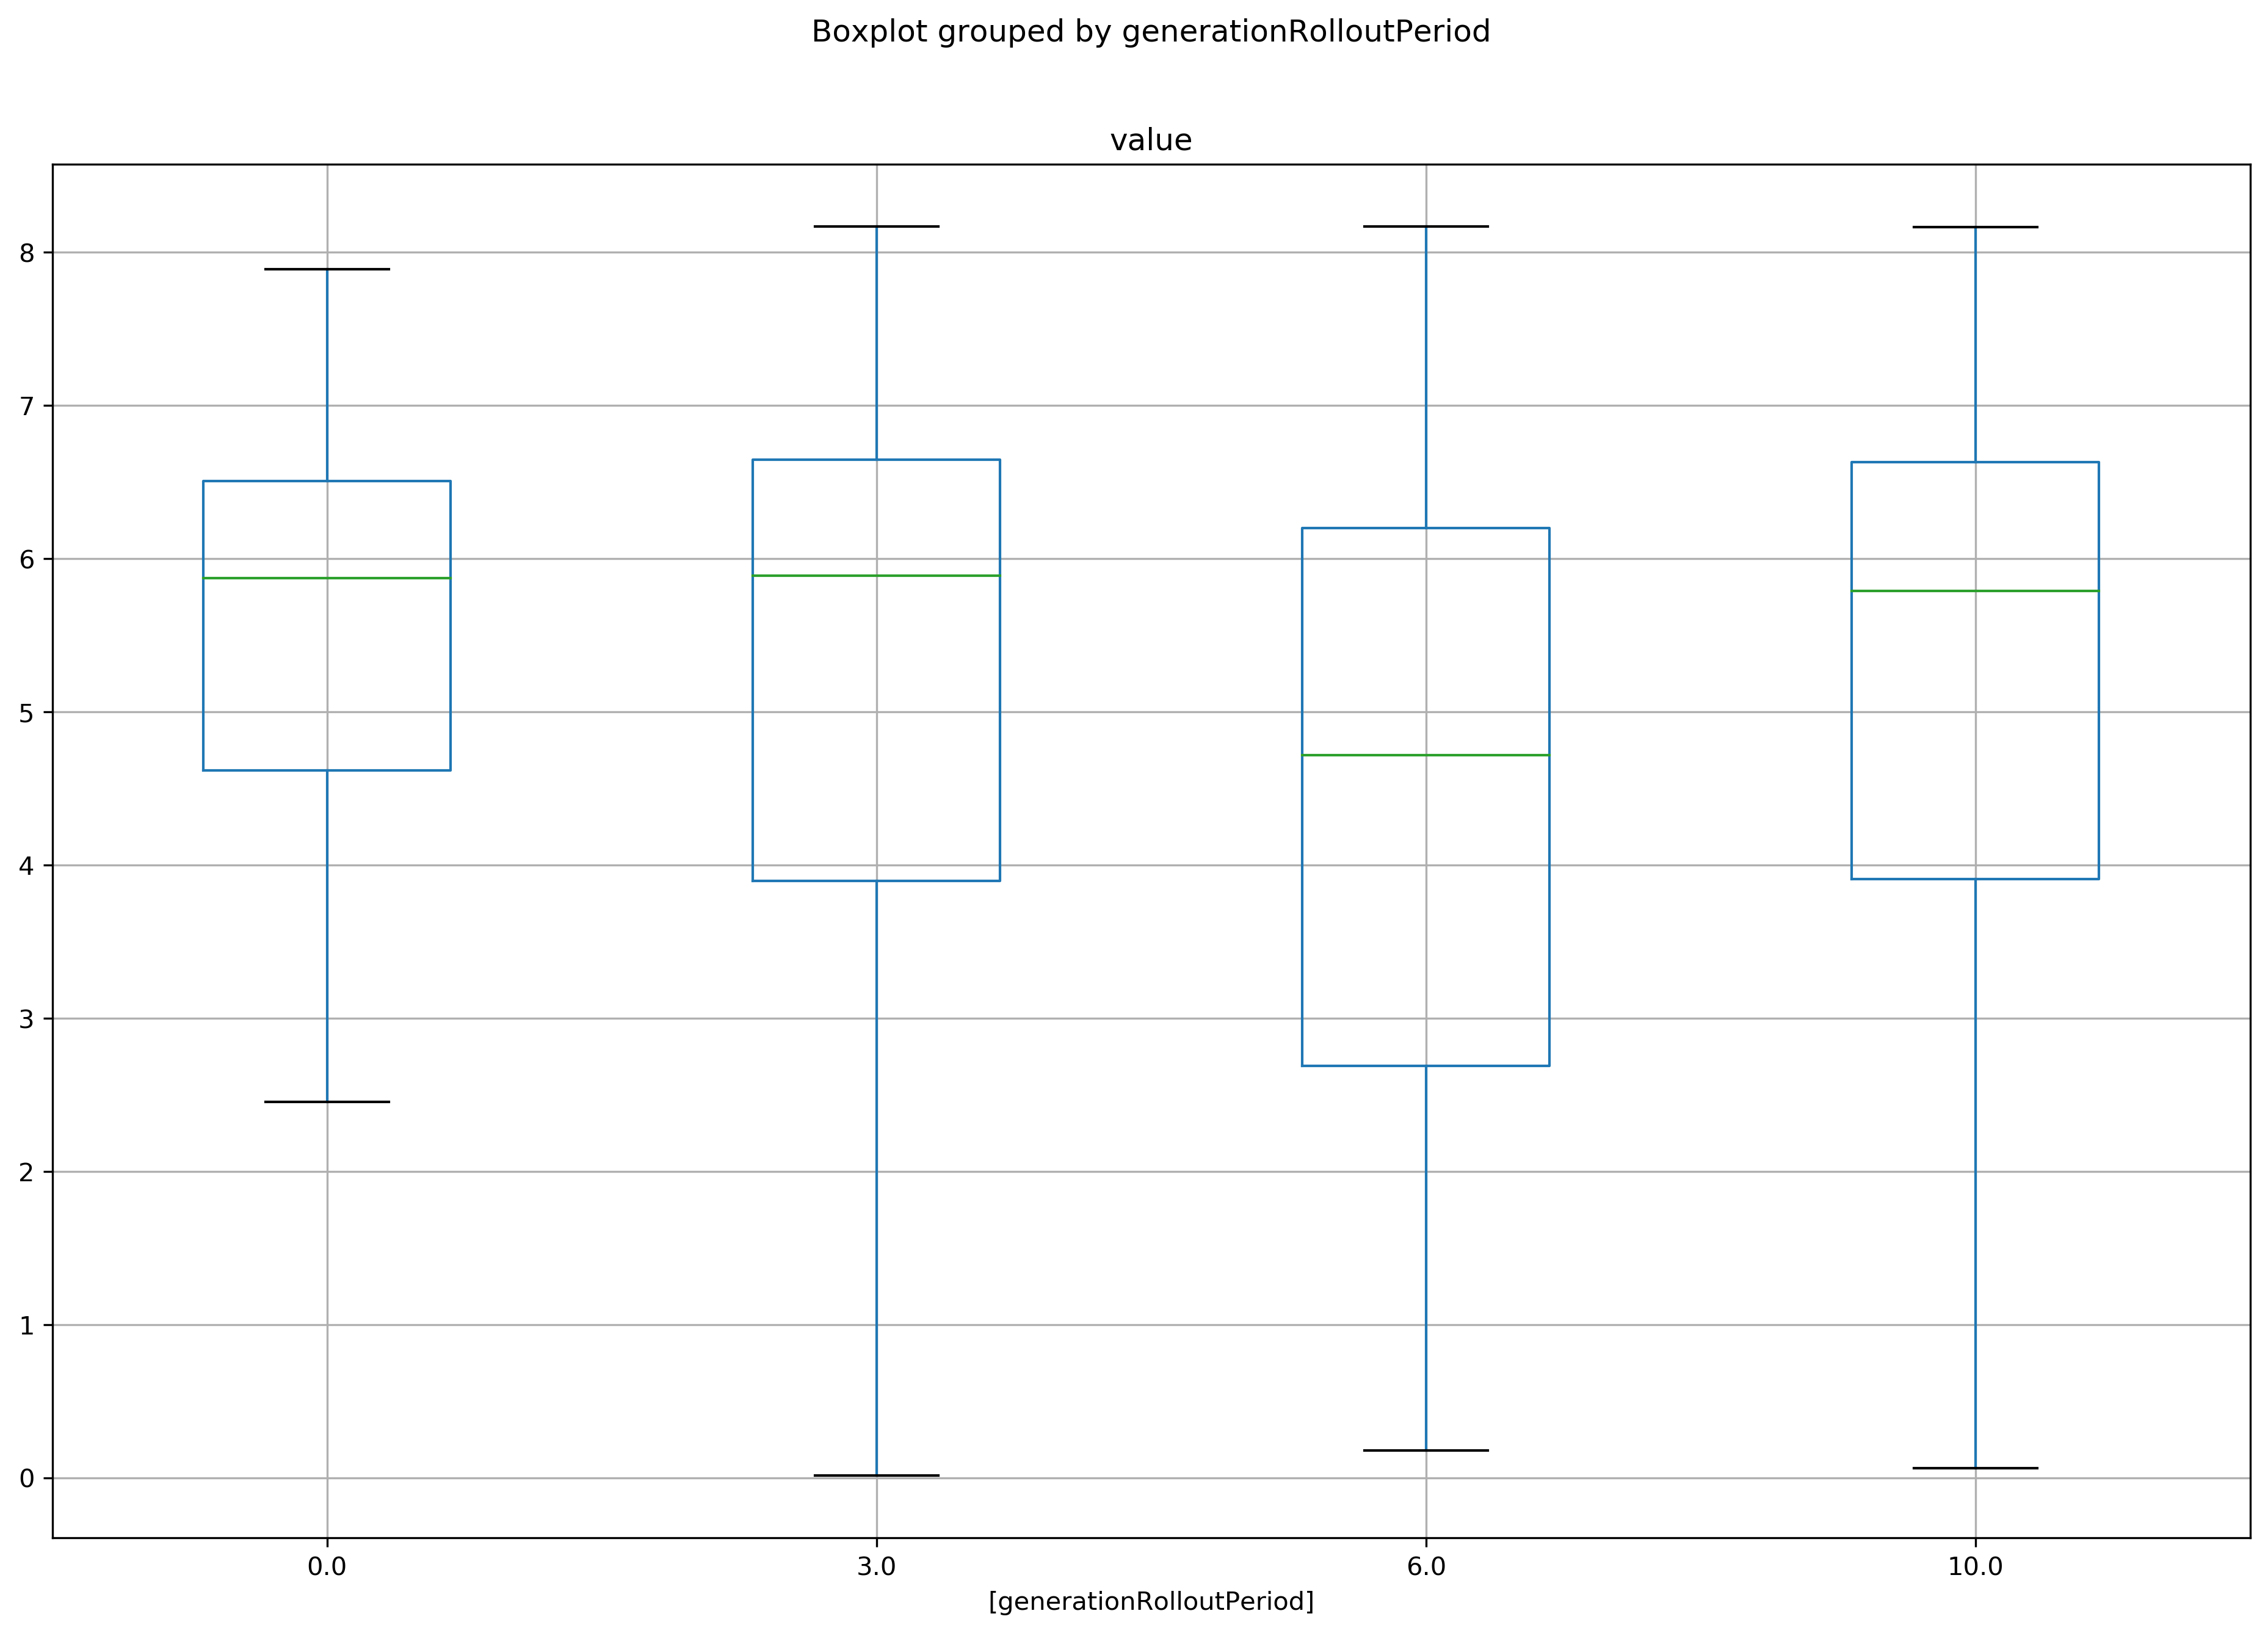 Boxplot grouped by generationRolloutPeriod
value
8
7
6
5
4
3
2
1
0
0.0 3.0 6.0 10.0
[generationRolloutPeriod]